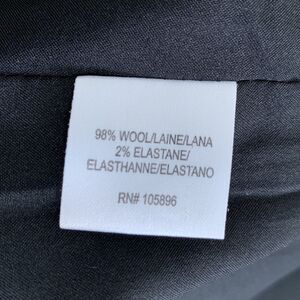 98% WOOL/LAINE/LANA
2% ELASTANE/
ELASTHANNE/ELASTANO
RN# 105896